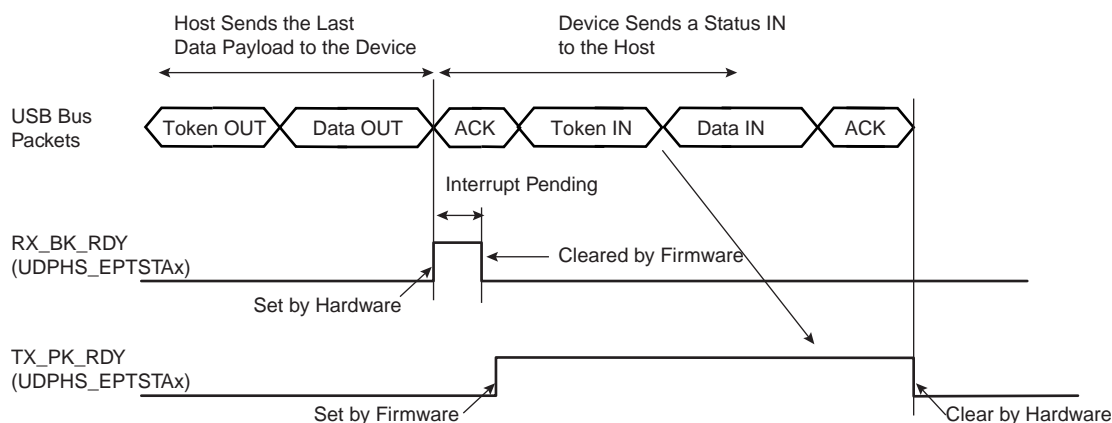 Host Sends the Last
Data Payload to the Device
Device Sends a Status IN
to the Host
USB Bus
Packets
Token OUT
Data OUT
ACK
Token IN
Data IN
ACK
Interrupt Pending
RX_BK_RDY
(UDPHS_EPTSTAx)
Set by Hardware
Cleared by Firmware
TX_PK_RDY
(UDPHS_EPTSTAx)
Set by Firmware
Clear by Hardware